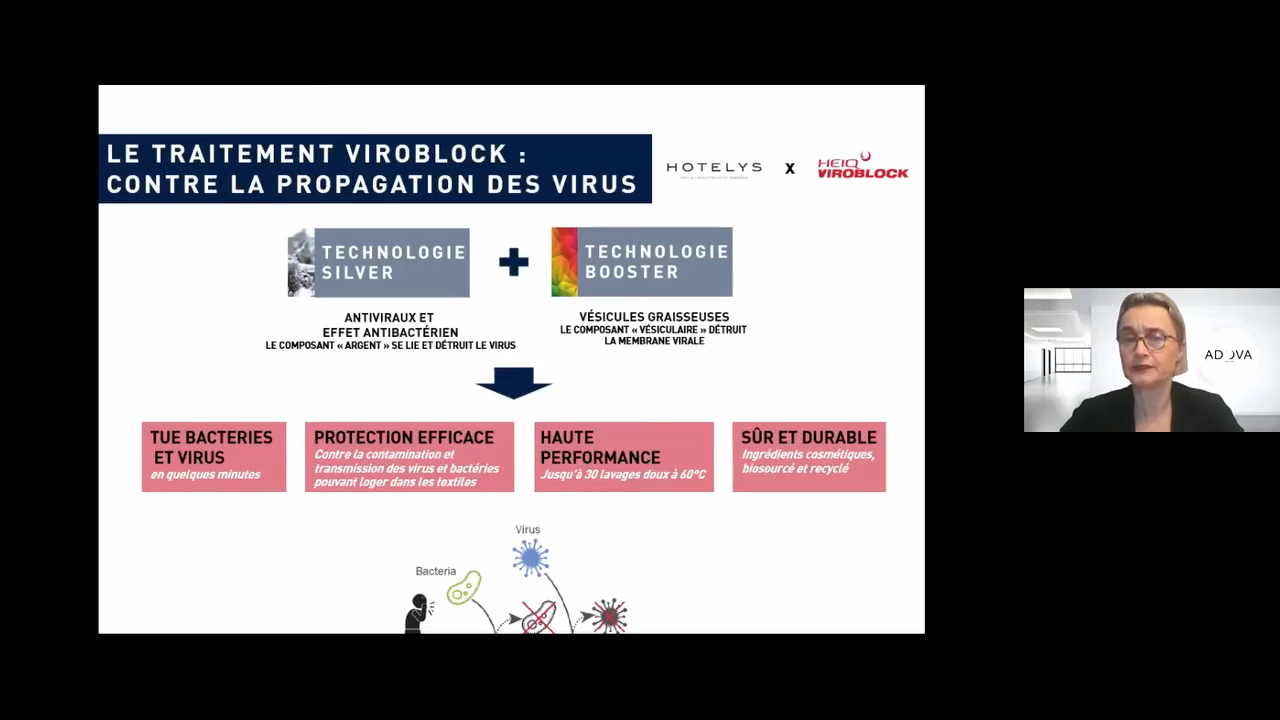 LE TRAITEMENT VIROBLOCK :
CONTRE LA PROPAGATION DES VIRUS
HOTELYS
X
HEIQ
VIROBLOCK
TECHNOLOGIE
SILVER
TECHNOLOGIE
BOOSTER
ANTIVIRAUX ET
EFFET ANTIBACTÉRIEN
LE COMPOSANT « ARGENT » SE LIE ET DÉTRUIT LE VIRUS
VÉSICULES GRAISSEUSES
LE COMPOSANT « VÉSICULAIRE » DÉTRUIT
LA MEMBRANE VIRALE
TUE BACTERIES
ET VIRUS
en quelques minutes
PROTECTION EFFICACE
Contre la contamination et
transmission des virus et bactéries
pouvant loger dans les textiles
HAUTE
PERFORMANCE
Jusqu'à 30 lavages doux à 60°C
SÛR ET DURABLE
Ingrédients cosmétiques,
biosourcé et recyclé
Virus
Bacteria
AD_OVA